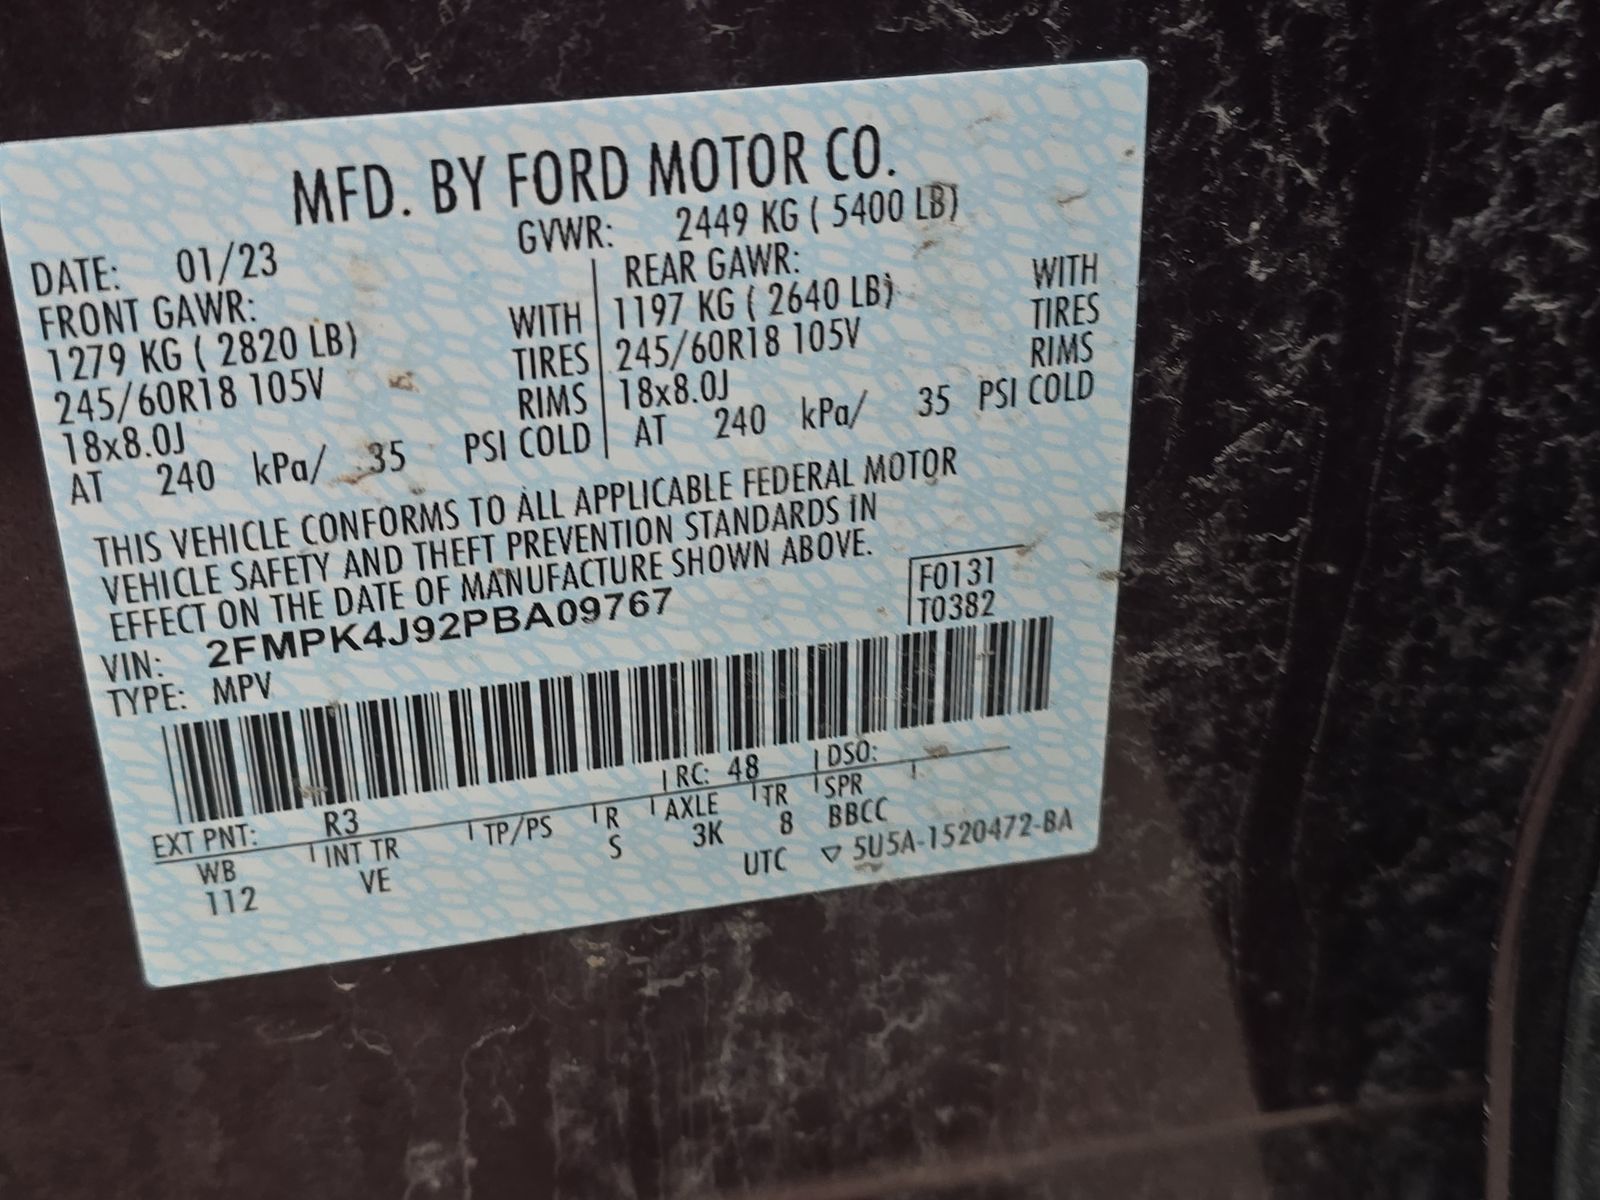 MFD. BY FORD MOTOR CO.
DATE: 01/23 GVWR: 2449 KG ( 5400 LB)
FRONT GAWR:
1279 KG ( 2820 LB) WITH
245/60R18 105V TIRES
18x8.0J RIMS
AT 240 kPa/ 35 PSI COLD
REAR GAWR:
1197 KG ( 2640 LB) WITH
245/60R18 105V TIRES
18x8.0J RIMS
AT 240 kPa/ 35 PSI COLD
THIS VEHICLE CONFORMS TO ALL APPLICABLE FEDERAL MOTOR
VEHICLE SAFETY AND THEFT PREVENTION STANDARDS IN
EFFECT ON THE DATE OF MANUFACTURE SHOWN ABOVE.
VIN: 2FMPK4J92PBA09767
TYPE: MPV
F0131
T0382
EXT PNT: R3 RC: 48 DSO:
WB INT TR TP/PS R AXLE TR SPR
112 VE S 3K 8 BBCC
UTC ▽ 5U5A-1520472-BA